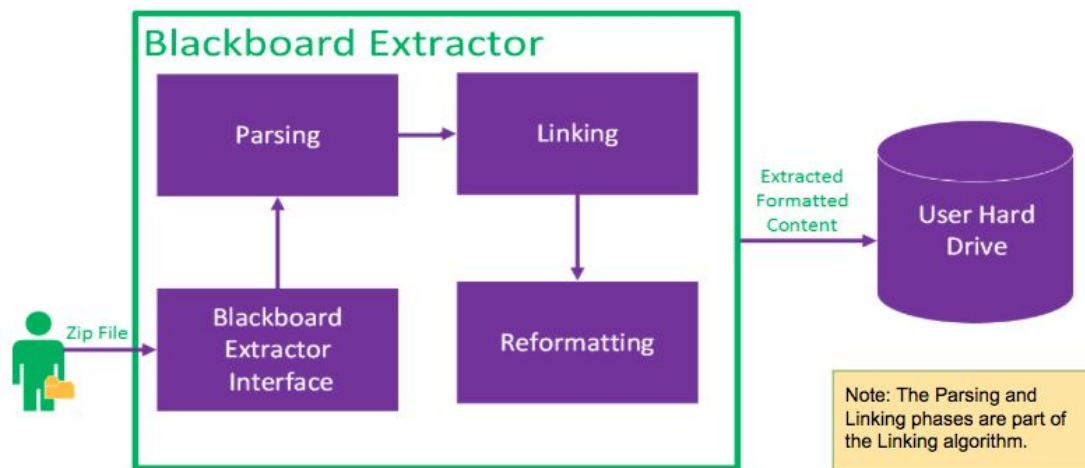 Blackboard Extractor
Parsing
Linking
Extracted
Formatted
Content
User Hard
Drive
Zip File
Blackboard
Extractor
Interface
Reformatting
Note: The Parsing and
Linking phases are part of
the Linking algorithm.